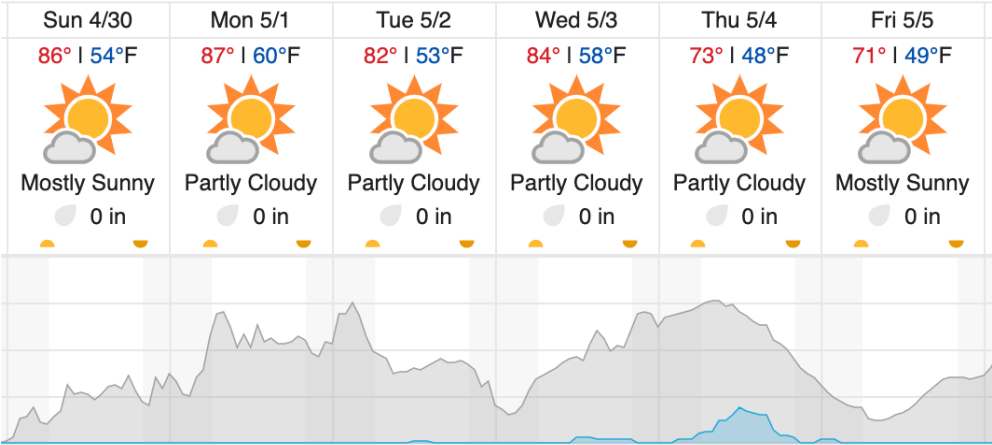 Sun 4/30 Mon 5/1 Tue 5/2 Wed 5/3 Thu 5/4 Fri 5/5
86° | 54°F 87° | 60°F 82° | 53°F 84° | 58°F 73° | 48°F 71° | 49°F
Mostly Sunny Partly Cloudy Partly Cloudy Partly Cloudy Partly Cloudy Mostly Sunny
0 in 0 in 0 in 0 in 0 in 0 in